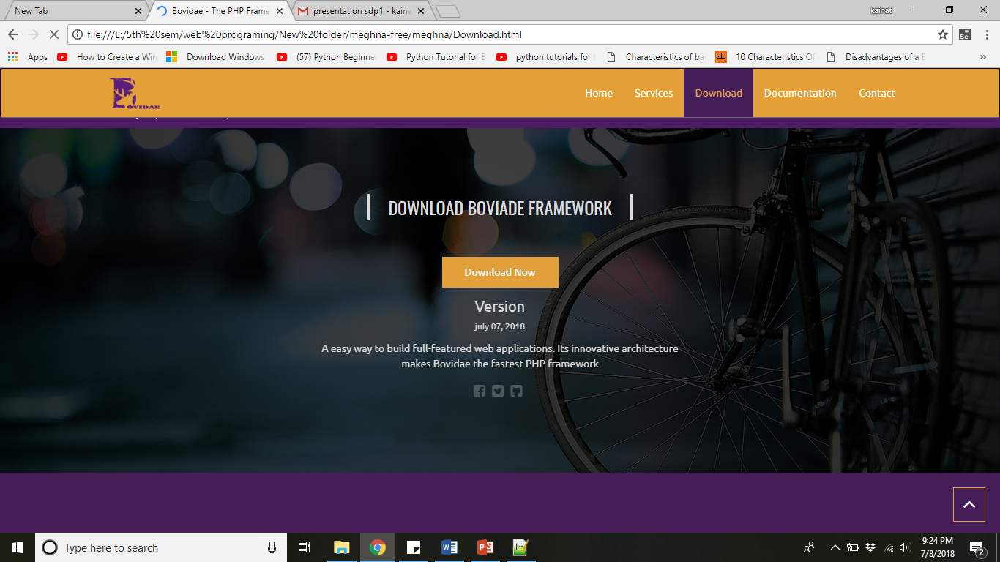 New Tab
Bovidae - The PHP Frame
presentation sdp1 - kaina
kainat
file:///E:/5th%20sem/web%20programing/New%20folder/meghna-free/meghna/Download.html
Se
Apps
How to Create a Win
Download Windows
(57) Python Beginne
Python Tutorial for B
python tutorials for
Characteristics of ba
10 Characteristics Of
Disadvantages of a
»
OVIDAE
Home
Services
Download
Documentation
Contact
DOWNLOAD BOVIADE FRAMEWORK
Download Now
Version
july 07, 2018
A easy way to build full-featured web applications. Its innovative architecture
makes Bovidae the fastest PHP framework
Type here to search
9:24 PM
7/8/2018
2